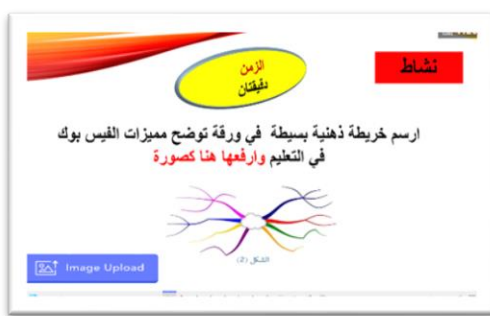 نشاط
الزمن
دقيقتان
ارسم خريطة ذهنية بسيطة في ورقة توضح مميزات الفيس بوك
في التعليم وارفعها هنا كصورة
الشكل (2)
Image Upload